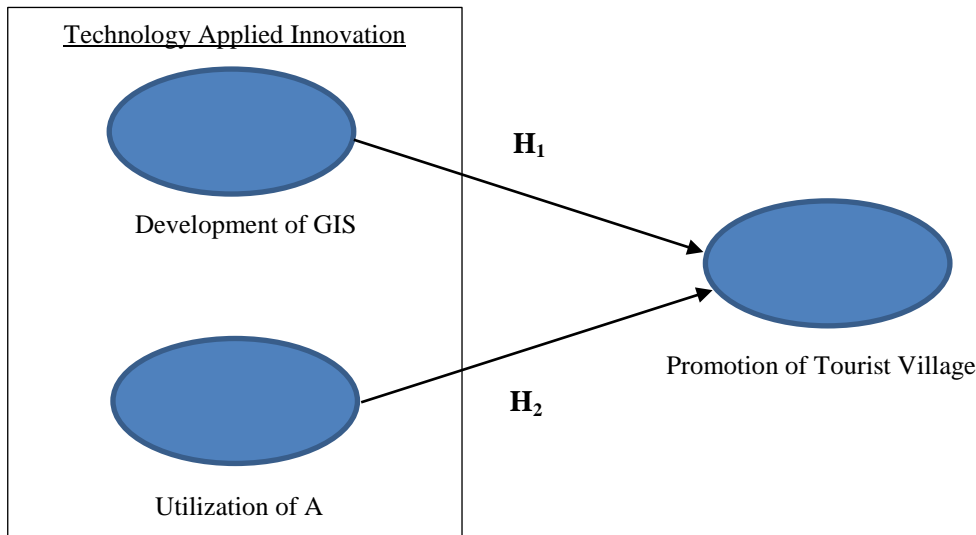 Technology Applied Innovation
H₁
Development of GIS
Promotion of Tourist Village
H₂
Utilization of A